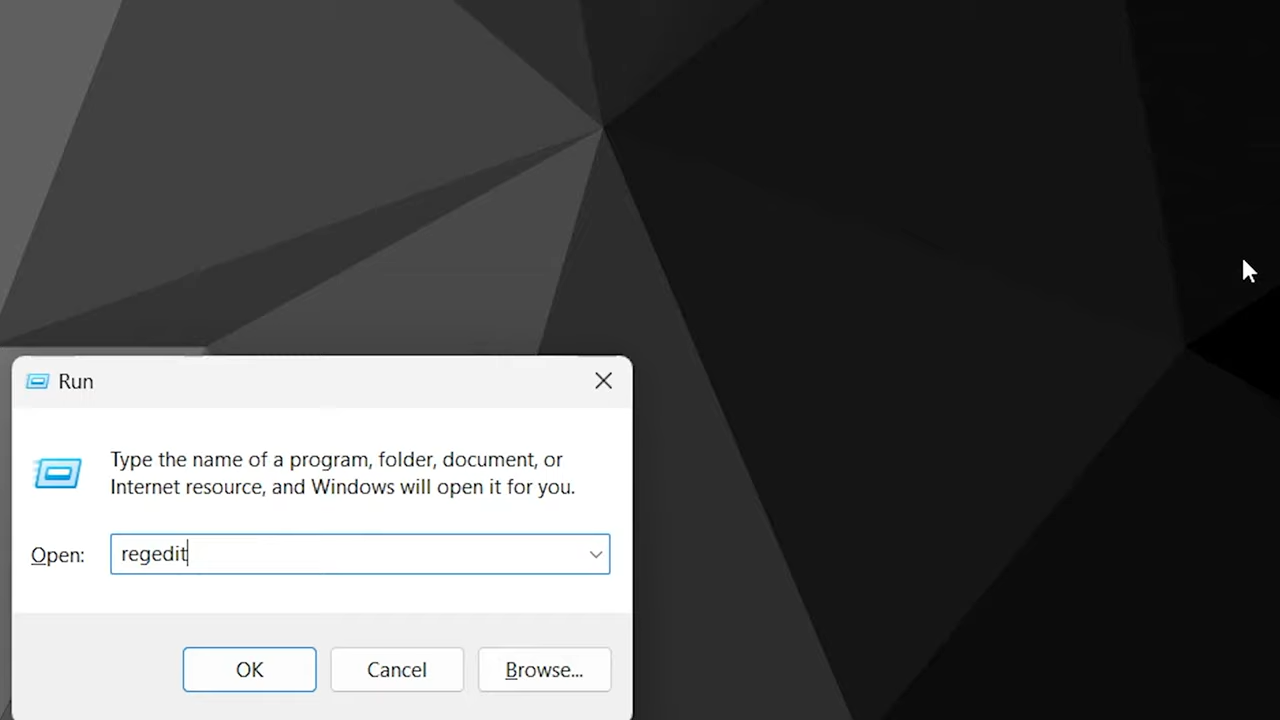 Run
Type the name of a program, folder, document, or
Internet resource, and Windows will open it for you.
Open:
regedit
OK
Cancel
Browse...